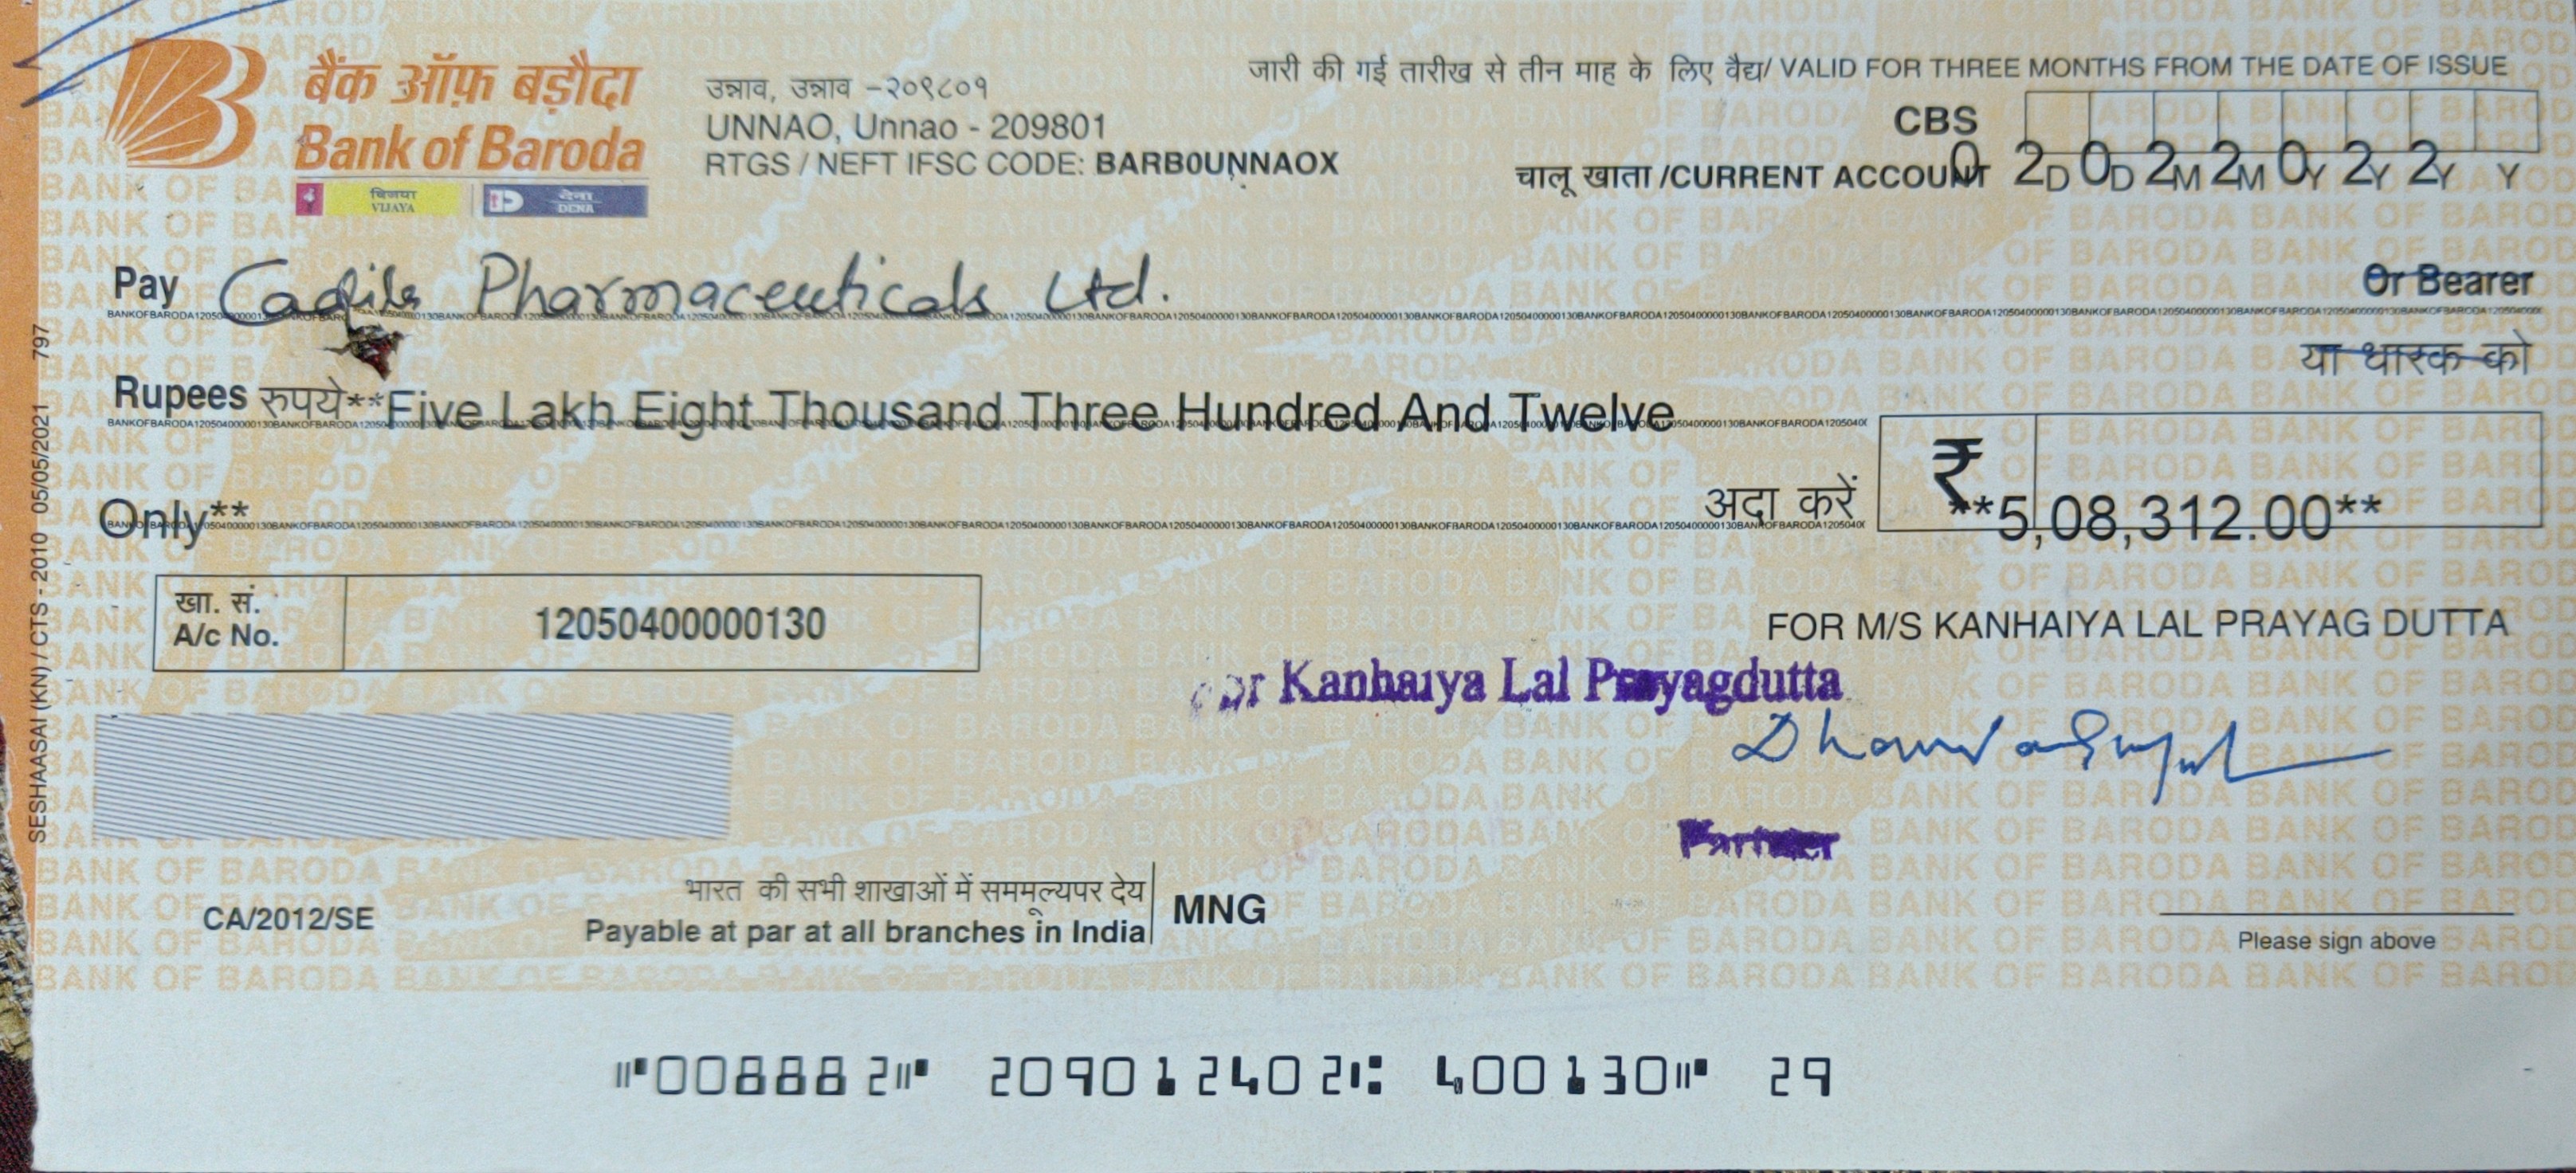 जारी की गई तारीख से तीन माह के लिए वैद्य/ VALID FOR THREE MONTHS FROM THE DATE OF ISSUE
बैंक ऑफ़ बड़ौदा
Bank of Baroda
विजया
VIJAYA
देना
DENA
उन्नाव, उन्नाव -२०९८०१
UNNAO, Unnao - 209801
RTGS / NEFT IFSC CODE: BARB0UNNAOX
CBS
चालू खाता /CURRENT ACCOUNT
0 2 0 2 2 0 2 2
D D M M Y Y Y Y
Pay Cadila Pharmaceuticals Ltd. Or Bearer
या धारक को
Rupees रुपये**Five Lakh Eight Thousand Three Hundred And Twelve
Only** अदा करें ₹ **5,08,312.00**
खा. सं.
A/c No. 12050400000130
FOR M/S KANHAIYA LAL PRAYAG DUTTA
For Kanhaiya Lal Prayagdutta
Partner
CA/2012/SE
भारत की सभी शाखाओं में सममूल्यपर देय
Payable at par at all branches in India
MNG
Please sign above
SESHAASAI (KN) / CTS - 2010 05/05/2021 797
⑈008882⑈ 209012402⑆ 400130⑈ 29